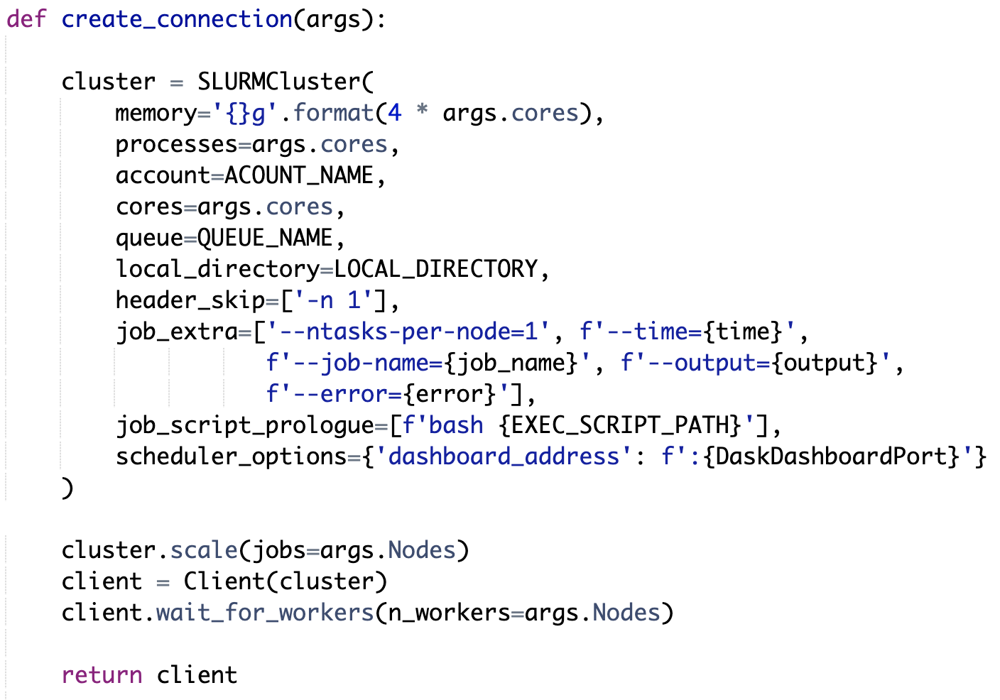 def create_connection(args):
cluster = SLURMCluster(
memory='{}g'.format(4 * args.cores),
processes=args.cores,
account=ACOUNT_NAME,
cores=args.cores,
queue=QUEUE_NAME,
local_directory=LOCAL_DIRECTORY,
header_skip=['-n 1'],
job_extra=['--ntasks-per-node=1', f'--time={time}',
f'--job-name={job_name}', f'--output={output}',
f'--error={error}'],
job_script_prologue=[f'bash {EXEC_SCRIPT_PATH}'],
scheduler_options={'dashboard_address': f':{DaskDashboardPort}'}
)
cluster.scale(jobs=args.Nodes)
client = Client(cluster)
client.wait_for_workers(n_workers=args.Nodes)
return client